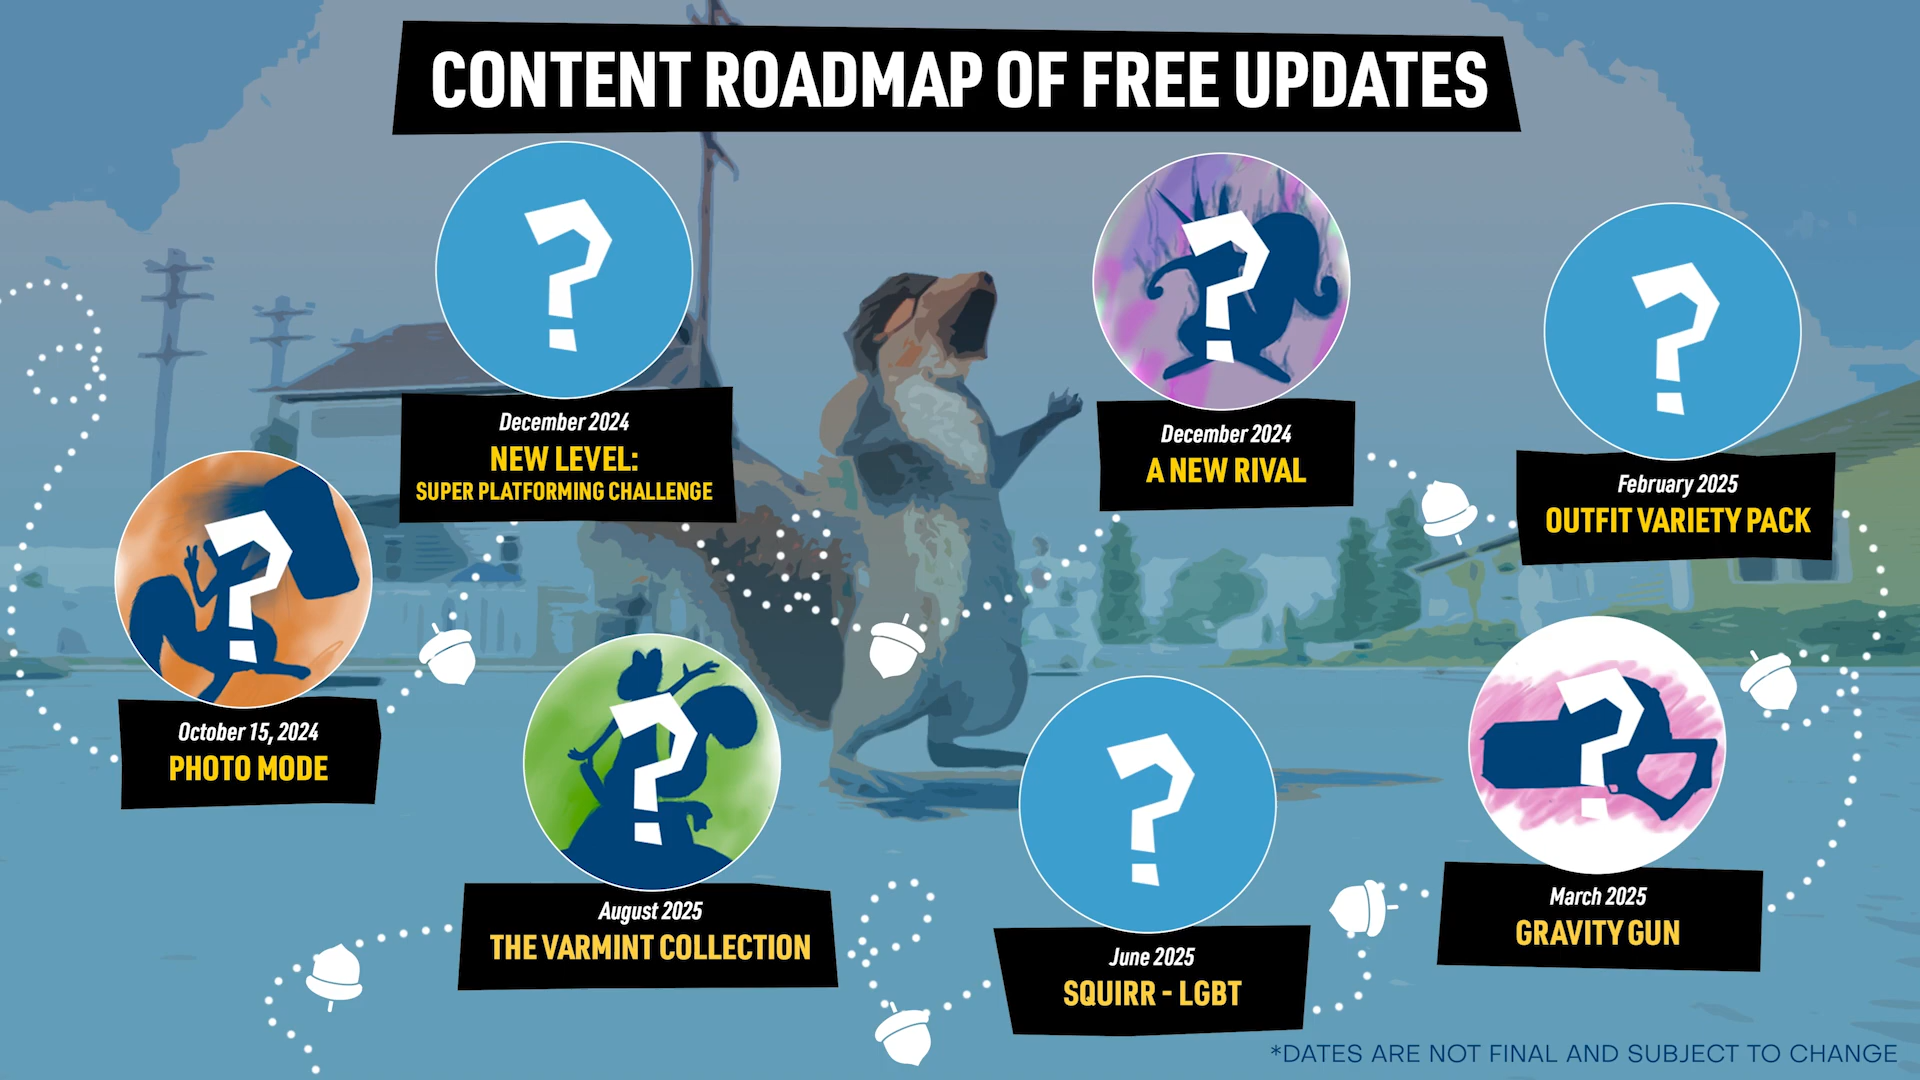 CONTENT ROADMAP OF FREE UPDATES
October 15, 2024
PHOTO MODE
December 2024
NEW LEVEL:
SUPER PLATFORMING CHALLENGE
December 2024
A NEW RIVAL
February 2025
OUTFIT VARIETY PACK
March 2025
GRAVITY GUN
June 2025
SQUIRR - LGBT
August 2025
THE VARMINT COLLECTION
*DATES ARE NOT FINAL AND SUBJECT TO CHANGE
?
?
?
?
?
?
?